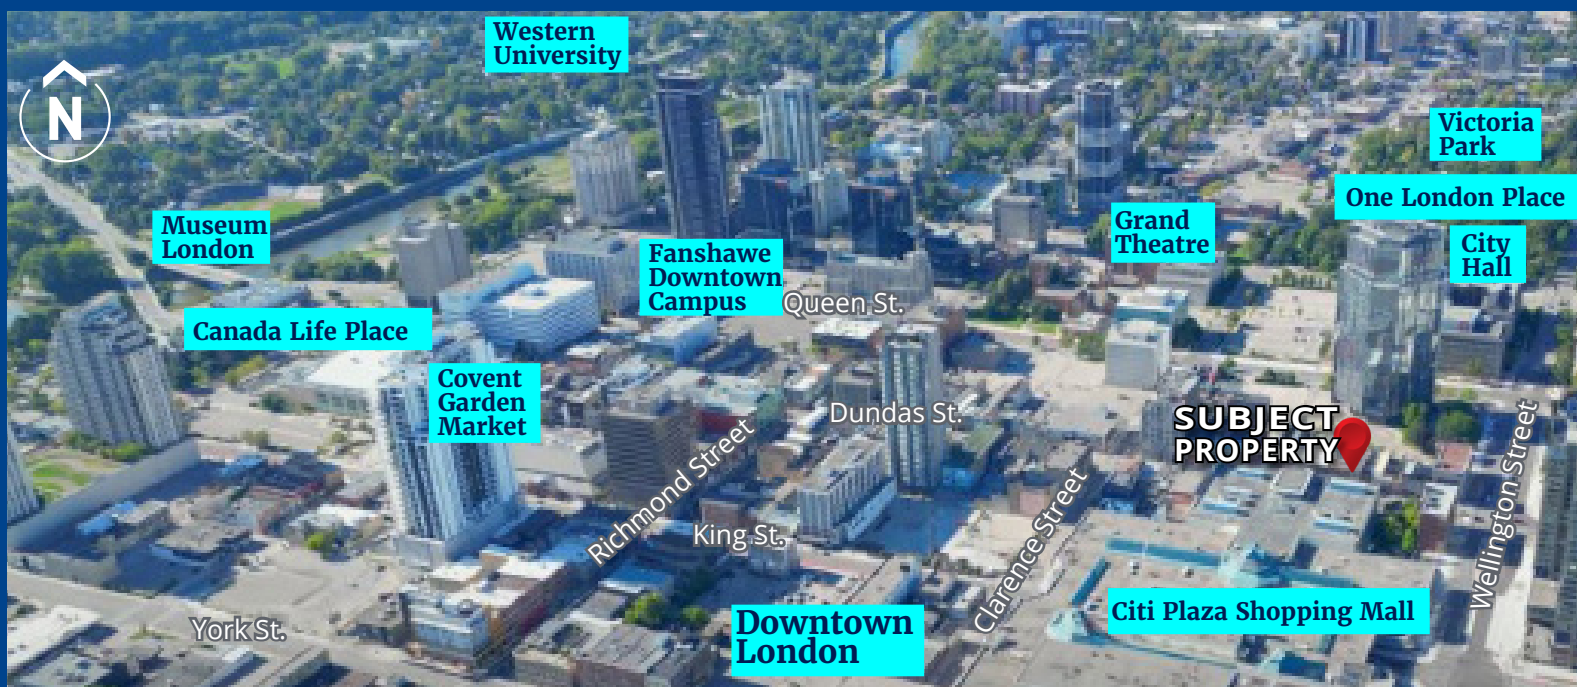 Western
University
N
Victoria
Park
One London Place
Museum
London
Grand
Theatre
City
Hall
Fanshawe
Downtown
Campus
Queen St.
Canada Life Place
Covent
Garden
Market
Dundas St.
SUBJECT
PROPERTY
Richmond Street
King St.
Clarence Street
Wellington Street
York St.
Downtown
London
Citi Plaza Shopping Mall